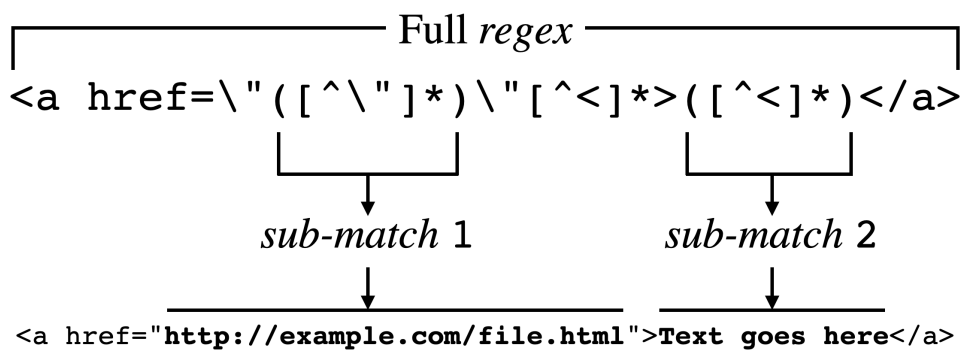 Full regex
<a href=\"([^\"]*)\"[^<]*>([^<]*)</a>
sub-match 1 sub-match 2
<a href="http://example.com/file.html">Text goes here</a>